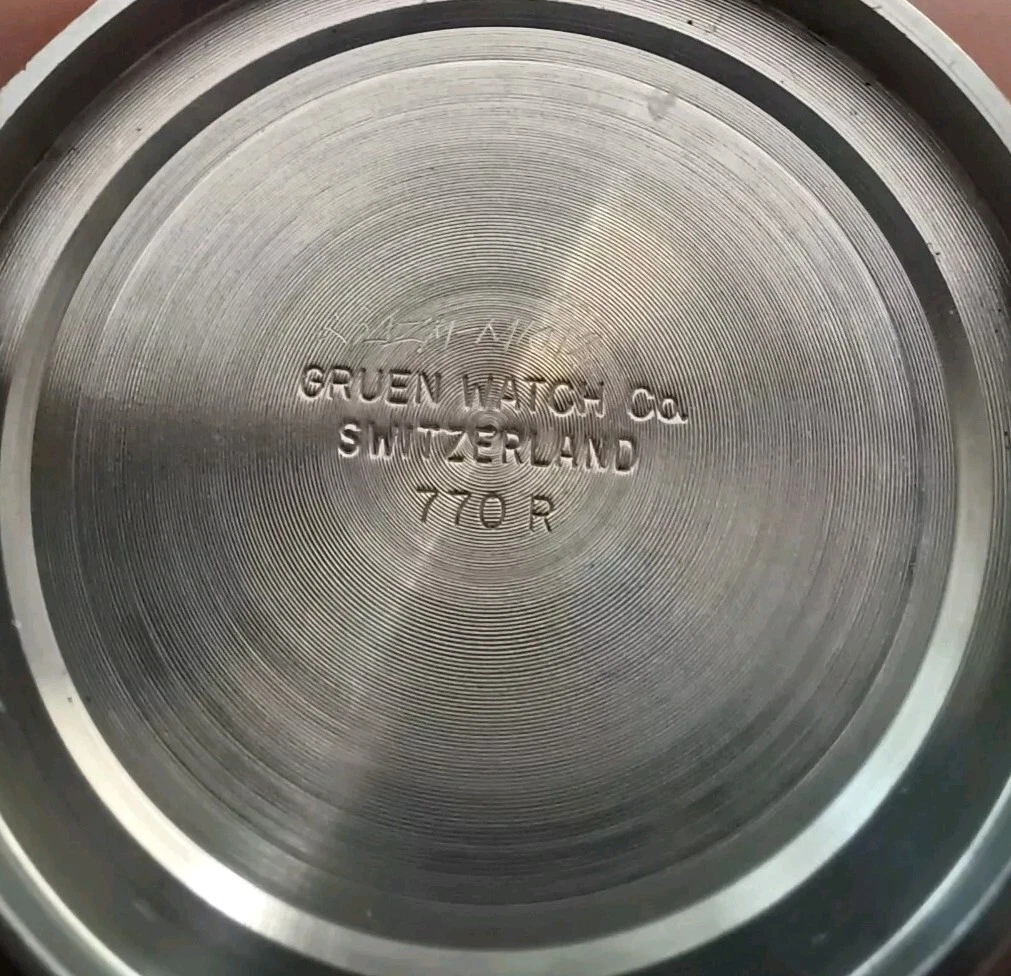 GRUEN WATCH Co.
SWITZERLAND
770 R